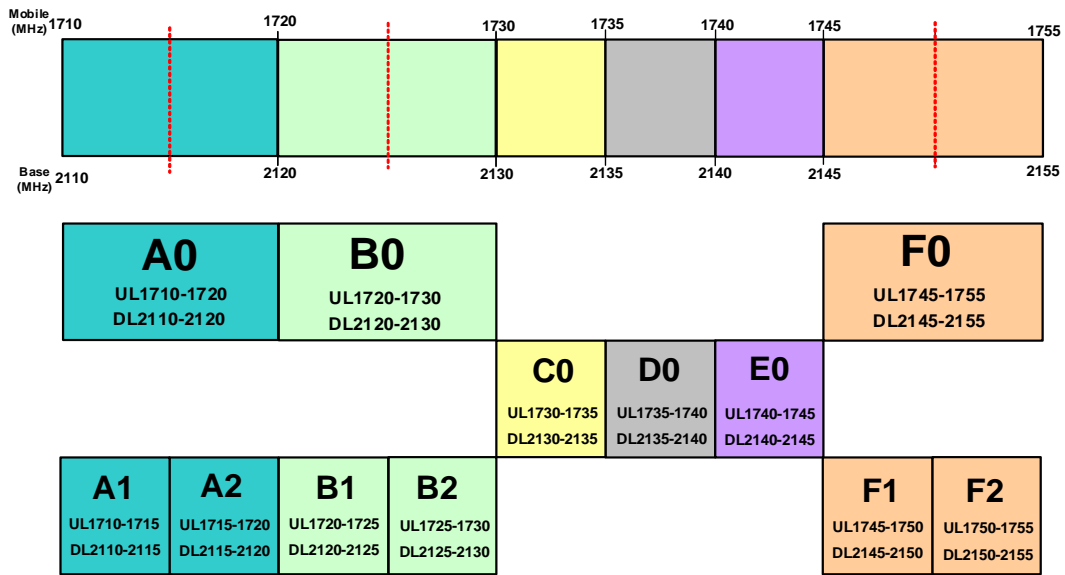 Mobile
(MHz)
1710 1720 1730 1735 1740 1745 1755
Base
(MHz)
2110 2120 2130 2135 2140 2145 2155
A0
UL1710-1720
DL2110-2120
B0
UL1720-1730
DL2120-2130
F0
UL1745-1755
DL2145-2155
C0
UL1730-1735
DL2130-2135
D0
UL1735-1740
DL2135-2140
E0
UL1740-1745
DL2140-2145
A1
UL1710-1715
DL2110-2115
A2
UL1715-1720
DL2115-2120
B1
UL1720-1725
DL2120-2125
B2
UL1725-1730
DL2125-2130
F1
UL1745-1750
DL2145-2150
F2
UL1750-1755
DL2150-2155